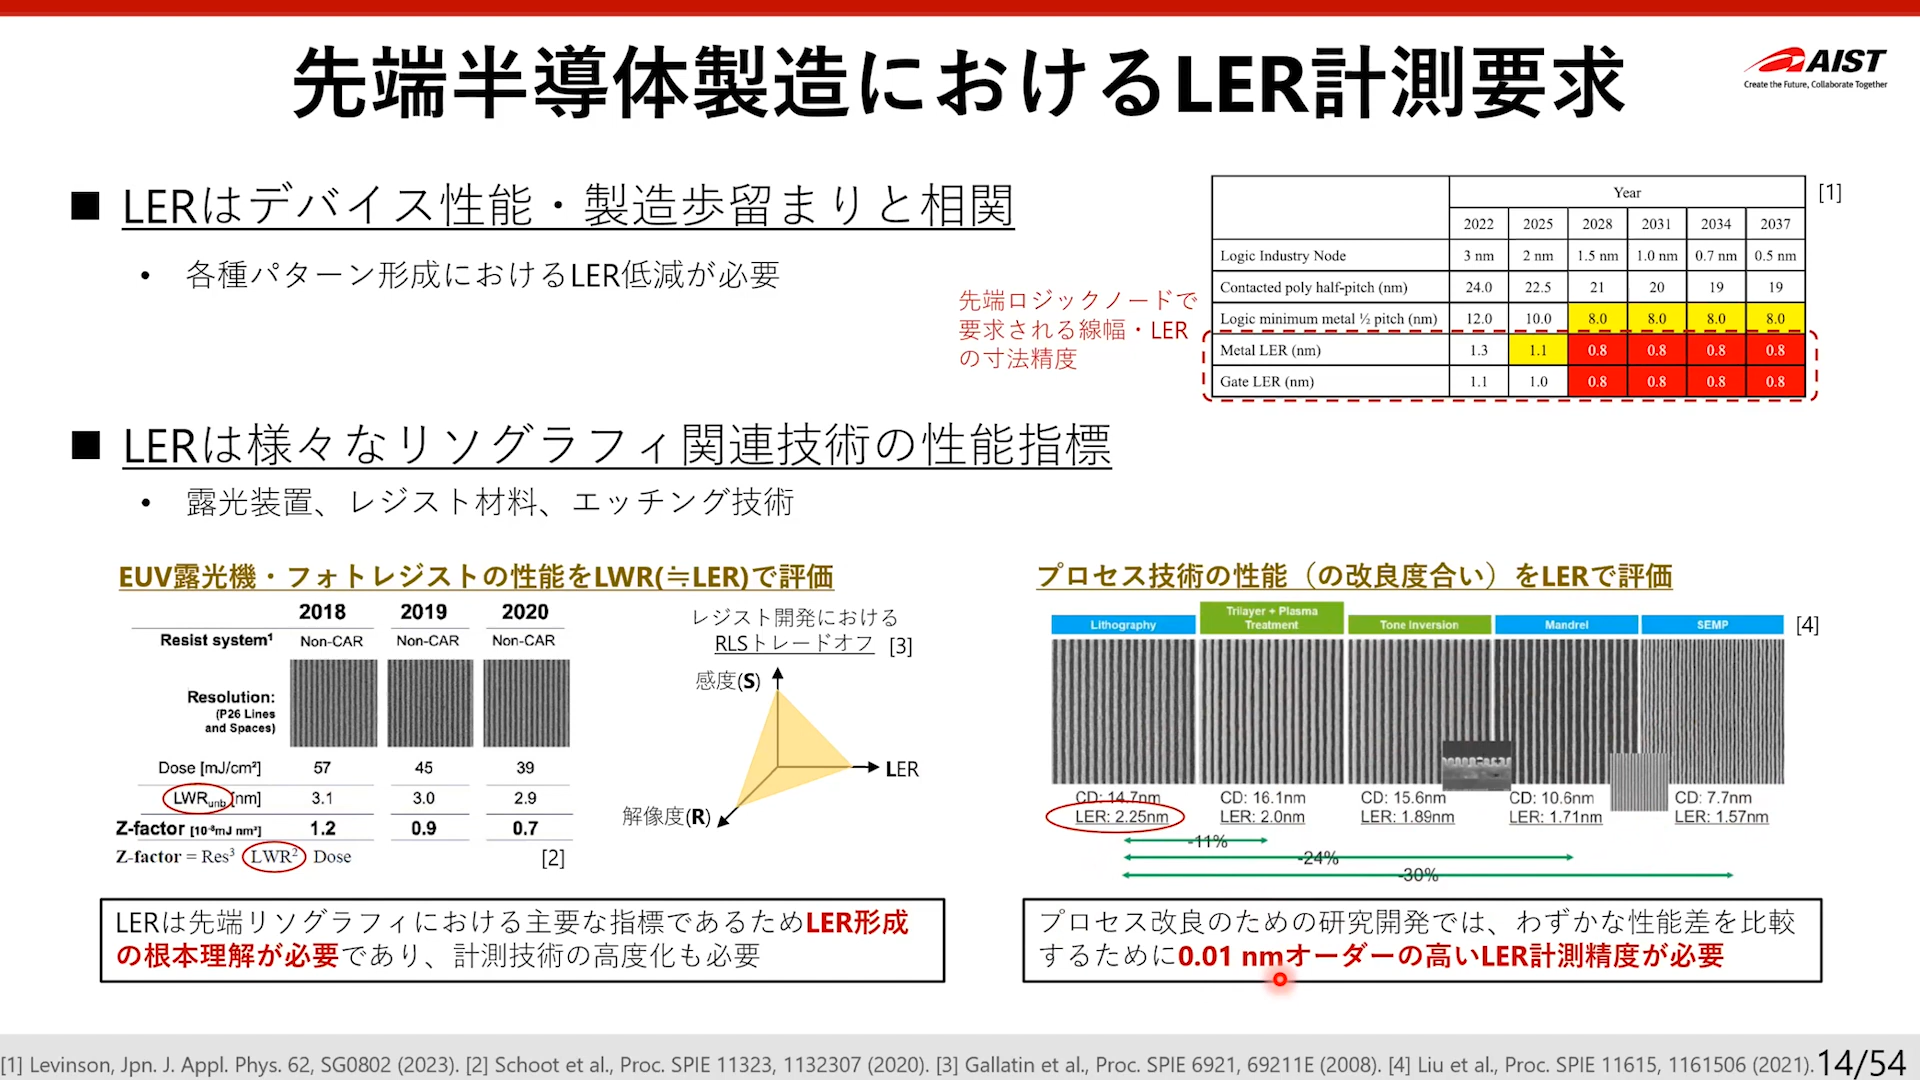 先端半導体製造におけるLER計測要求
AIST
Create the Future, Collaborate Together
■ LERはデバイス性能・製造歩留まりと相関
• 各種パターン形成におけるLER低減が必要
先端ロジックノードで
要求される線幅・LER
の寸法精度
[1]
Year
2022 2025 2028 2031 2034 2037
Logic Industry Node 3 nm 2 nm 1.5 nm 1.0 nm 0.7 nm 0.5 nm
Contacted poly half-pitch (nm) 24.0 22.5 21 20 19 19
Logic minimum metal ½ pitch (nm) 12.0 10.0 8.0 8.0 8.0 8.0
Metal LER (nm) 1.3 1.1 0.8 0.8 0.8 0.8
Gate LER (nm) 1.1 1.0 0.8 0.8 0.8 0.8
■ LERは様々なリソグラフィ関連技術の性能指標
• 露光装置、レジスト材料、エッチング技術
EUV露光機・フォトレジストの性能をLWR(≒LER)で評価
2018 2019 2020
Resist system¹ Non-CAR Non-CAR Non-CAR
Resolution:
(P26 Lines
and Spaces)
Dose [mJ/cm²] 57 45 39
LWRunb [nm] 3.1 3.0 2.9
Z-factor [10⁻⁸mJ nm³] 1.2 0.9 0.7
Z-factor = Res³ LWR² Dose
[2]
レジスト開発における
RLSトレードオフ [3]
感度(S)
LER
解像度(R)
LERは先端リソグラフィにおける主要な指標であるためLER形成
の根本理解が必要であり、計測技術の高度化も必要
プロセス技術の性能（の改良度合い）をLERで評価
Lithography
Trilayer + Plasma
Treatment
Tone Inversion
Mandrel
SEMP
[4]
CD: 14.7nm CD: 16.1nm CD: 15.6nm CD: 10.6nm CD: 7.7nm
LER: 2.25nm LER: 2.0nm LER: 1.89nm LER: 1.71nm LER: 1.57nm
-11%
-24%
-30%
プロセス改良のための研究開発では、わずかな性能差を比較
するために0.01 nmオーダーの高いLER計測精度が必要
[1] Levinson, Jpn. J. Appl. Phys. 62, SG0802 (2023). [2] Schoot et al., Proc. SPIE 11323, 1132307 (2020). [3] Gallatin et al., Proc. SPIE 6921, 69211E (2008). [4] Liu et al., Proc. SPIE 11615, 1161506 (2021).
14/54